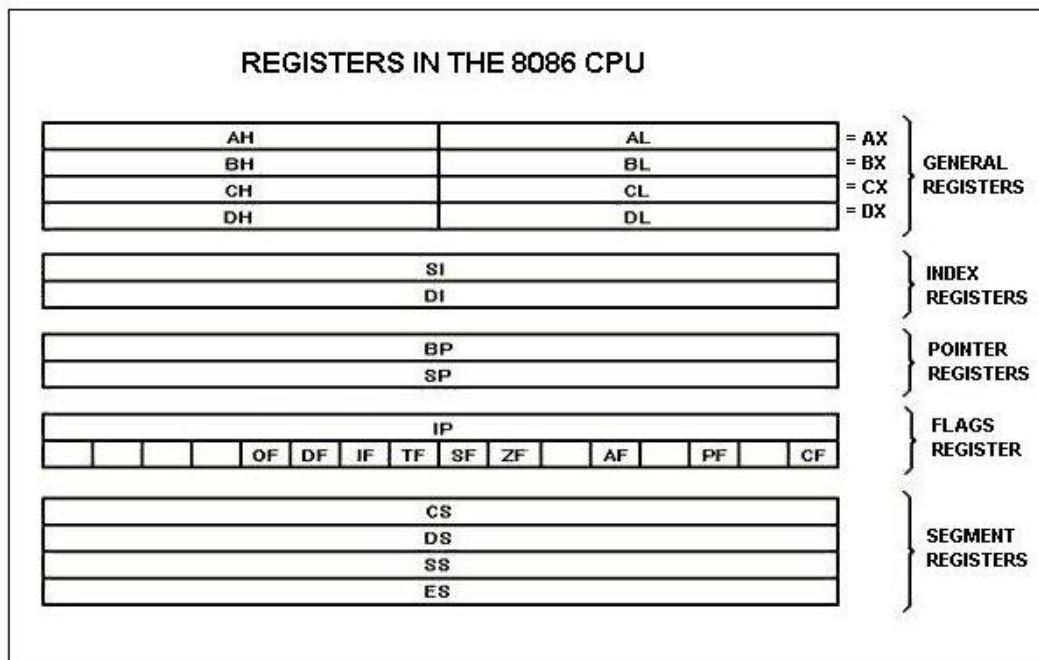 REGISTERS IN THE 8086 CPU
AH AL = AX
BH BL = BX
CH CL = CX
DH DL = DX
GENERAL
REGISTERS
SI
DI
INDEX
REGISTERS
BP
SP
POINTER
REGISTERS
IP
OF DF IF TF SF ZF AF PF CF
FLAGS
REGISTER
CS
DS
SS
ES
SEGMENT
REGISTERS